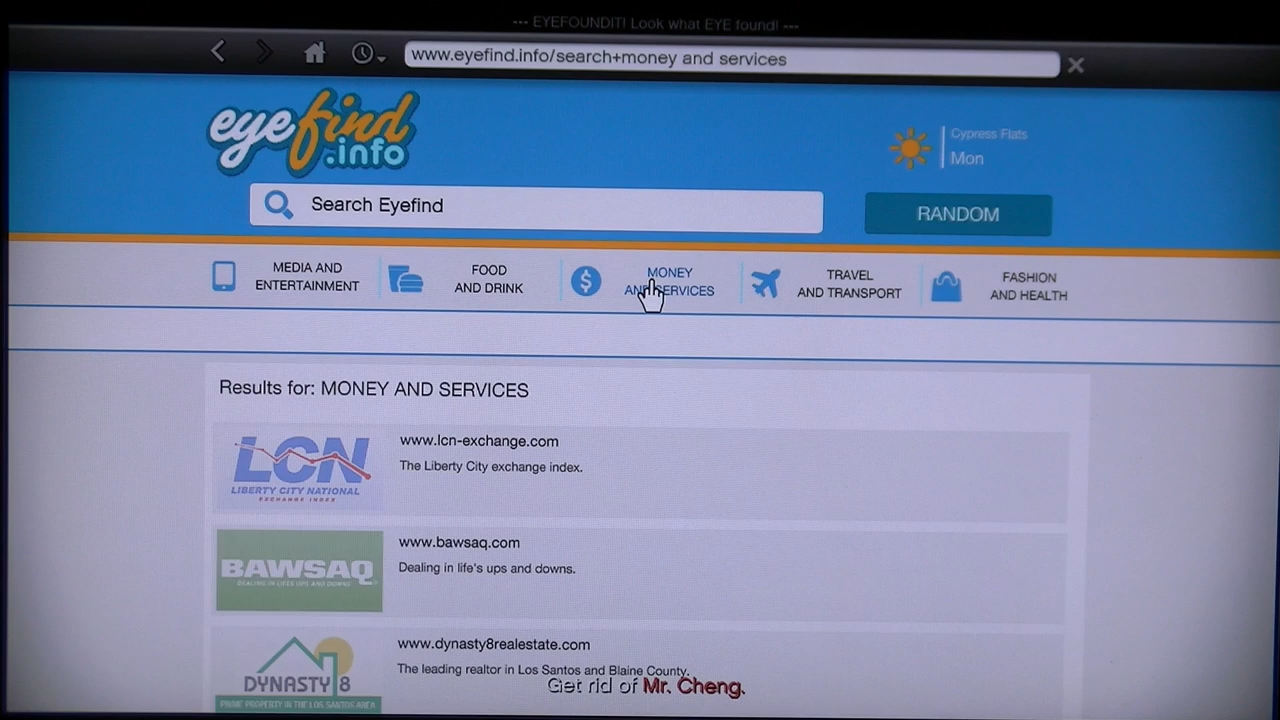 --- EYEFOUNDIT! Look what EYE found! ---
www.eyefind.info/search+money and services
eyefind
.info
Cypress Flats
Mon
Search Eyefind
RANDOM
MEDIA AND
ENTERTAINMENT
FOOD
AND DRINK
MONEY
AND SERVICES
TRAVEL
AND TRANSPORT
FASHION
AND HEALTH
Results for: MONEY AND SERVICES
LCN
LIBERTY CITY NATIONAL
EXCHANGE INDEX
www.lcn-exchange.com
The Liberty City exchange index.
BAWSAQ
DEALING IN LIFE'S UPS AND DOWNS
www.bawsaq.com
Dealing in life's ups and downs.
DYNASTY 8
PRIME PROPERTY IN THE LOS SANTOS AREA
www.dynasty8realestate.com
The leading realtor in Los Santos and Blaine County.
Get rid of Mr. Cheng.